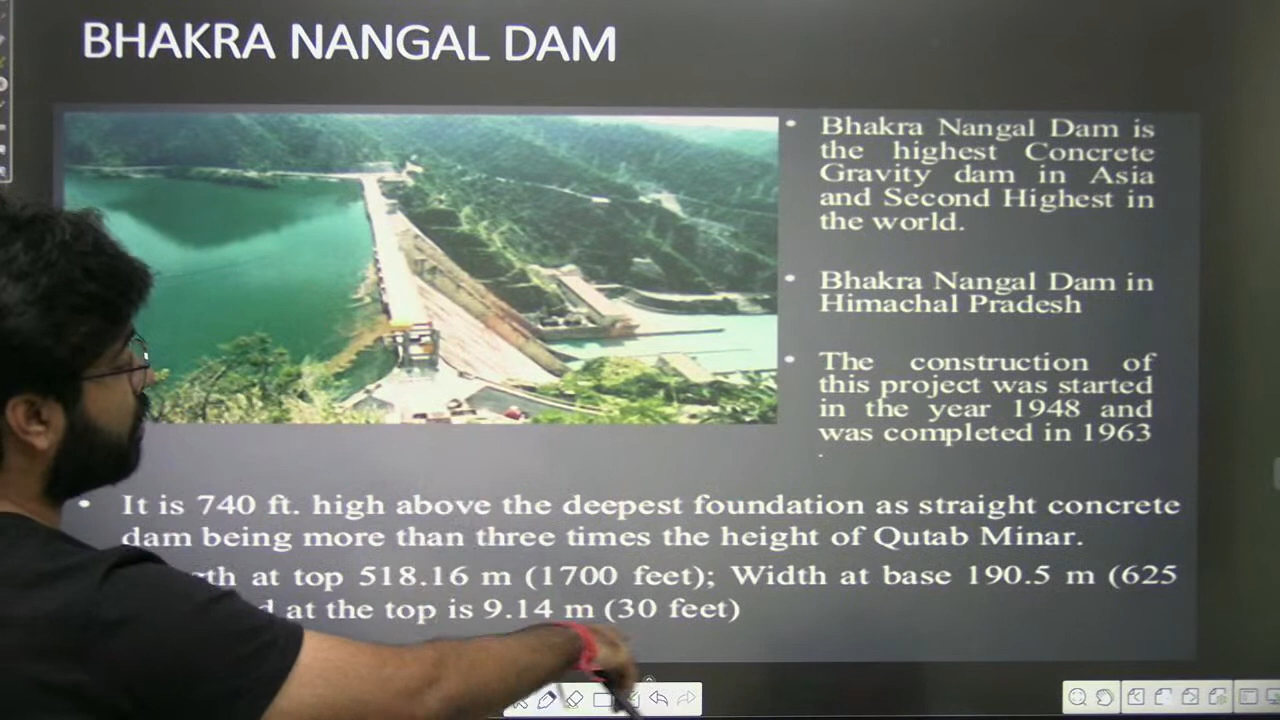 BHAKRA NANGAL DAM
• Bhakra Nangal Dam is
the highest Concrete
Gravity dam in Asia
and Second Highest in
the world.
• Bhakra Nangal Dam in
Himachal Pradesh
• The construction of
this project was started
in the year 1948 and
was completed in 1963
.
• It is 740 ft. high above the deepest foundation as straight concrete
dam being more than three times the height of Qutab Minar.
at top 518.16 m (1700 feet); Width at base 190.5 m (625
at the top is 9.14 m (30 feet)